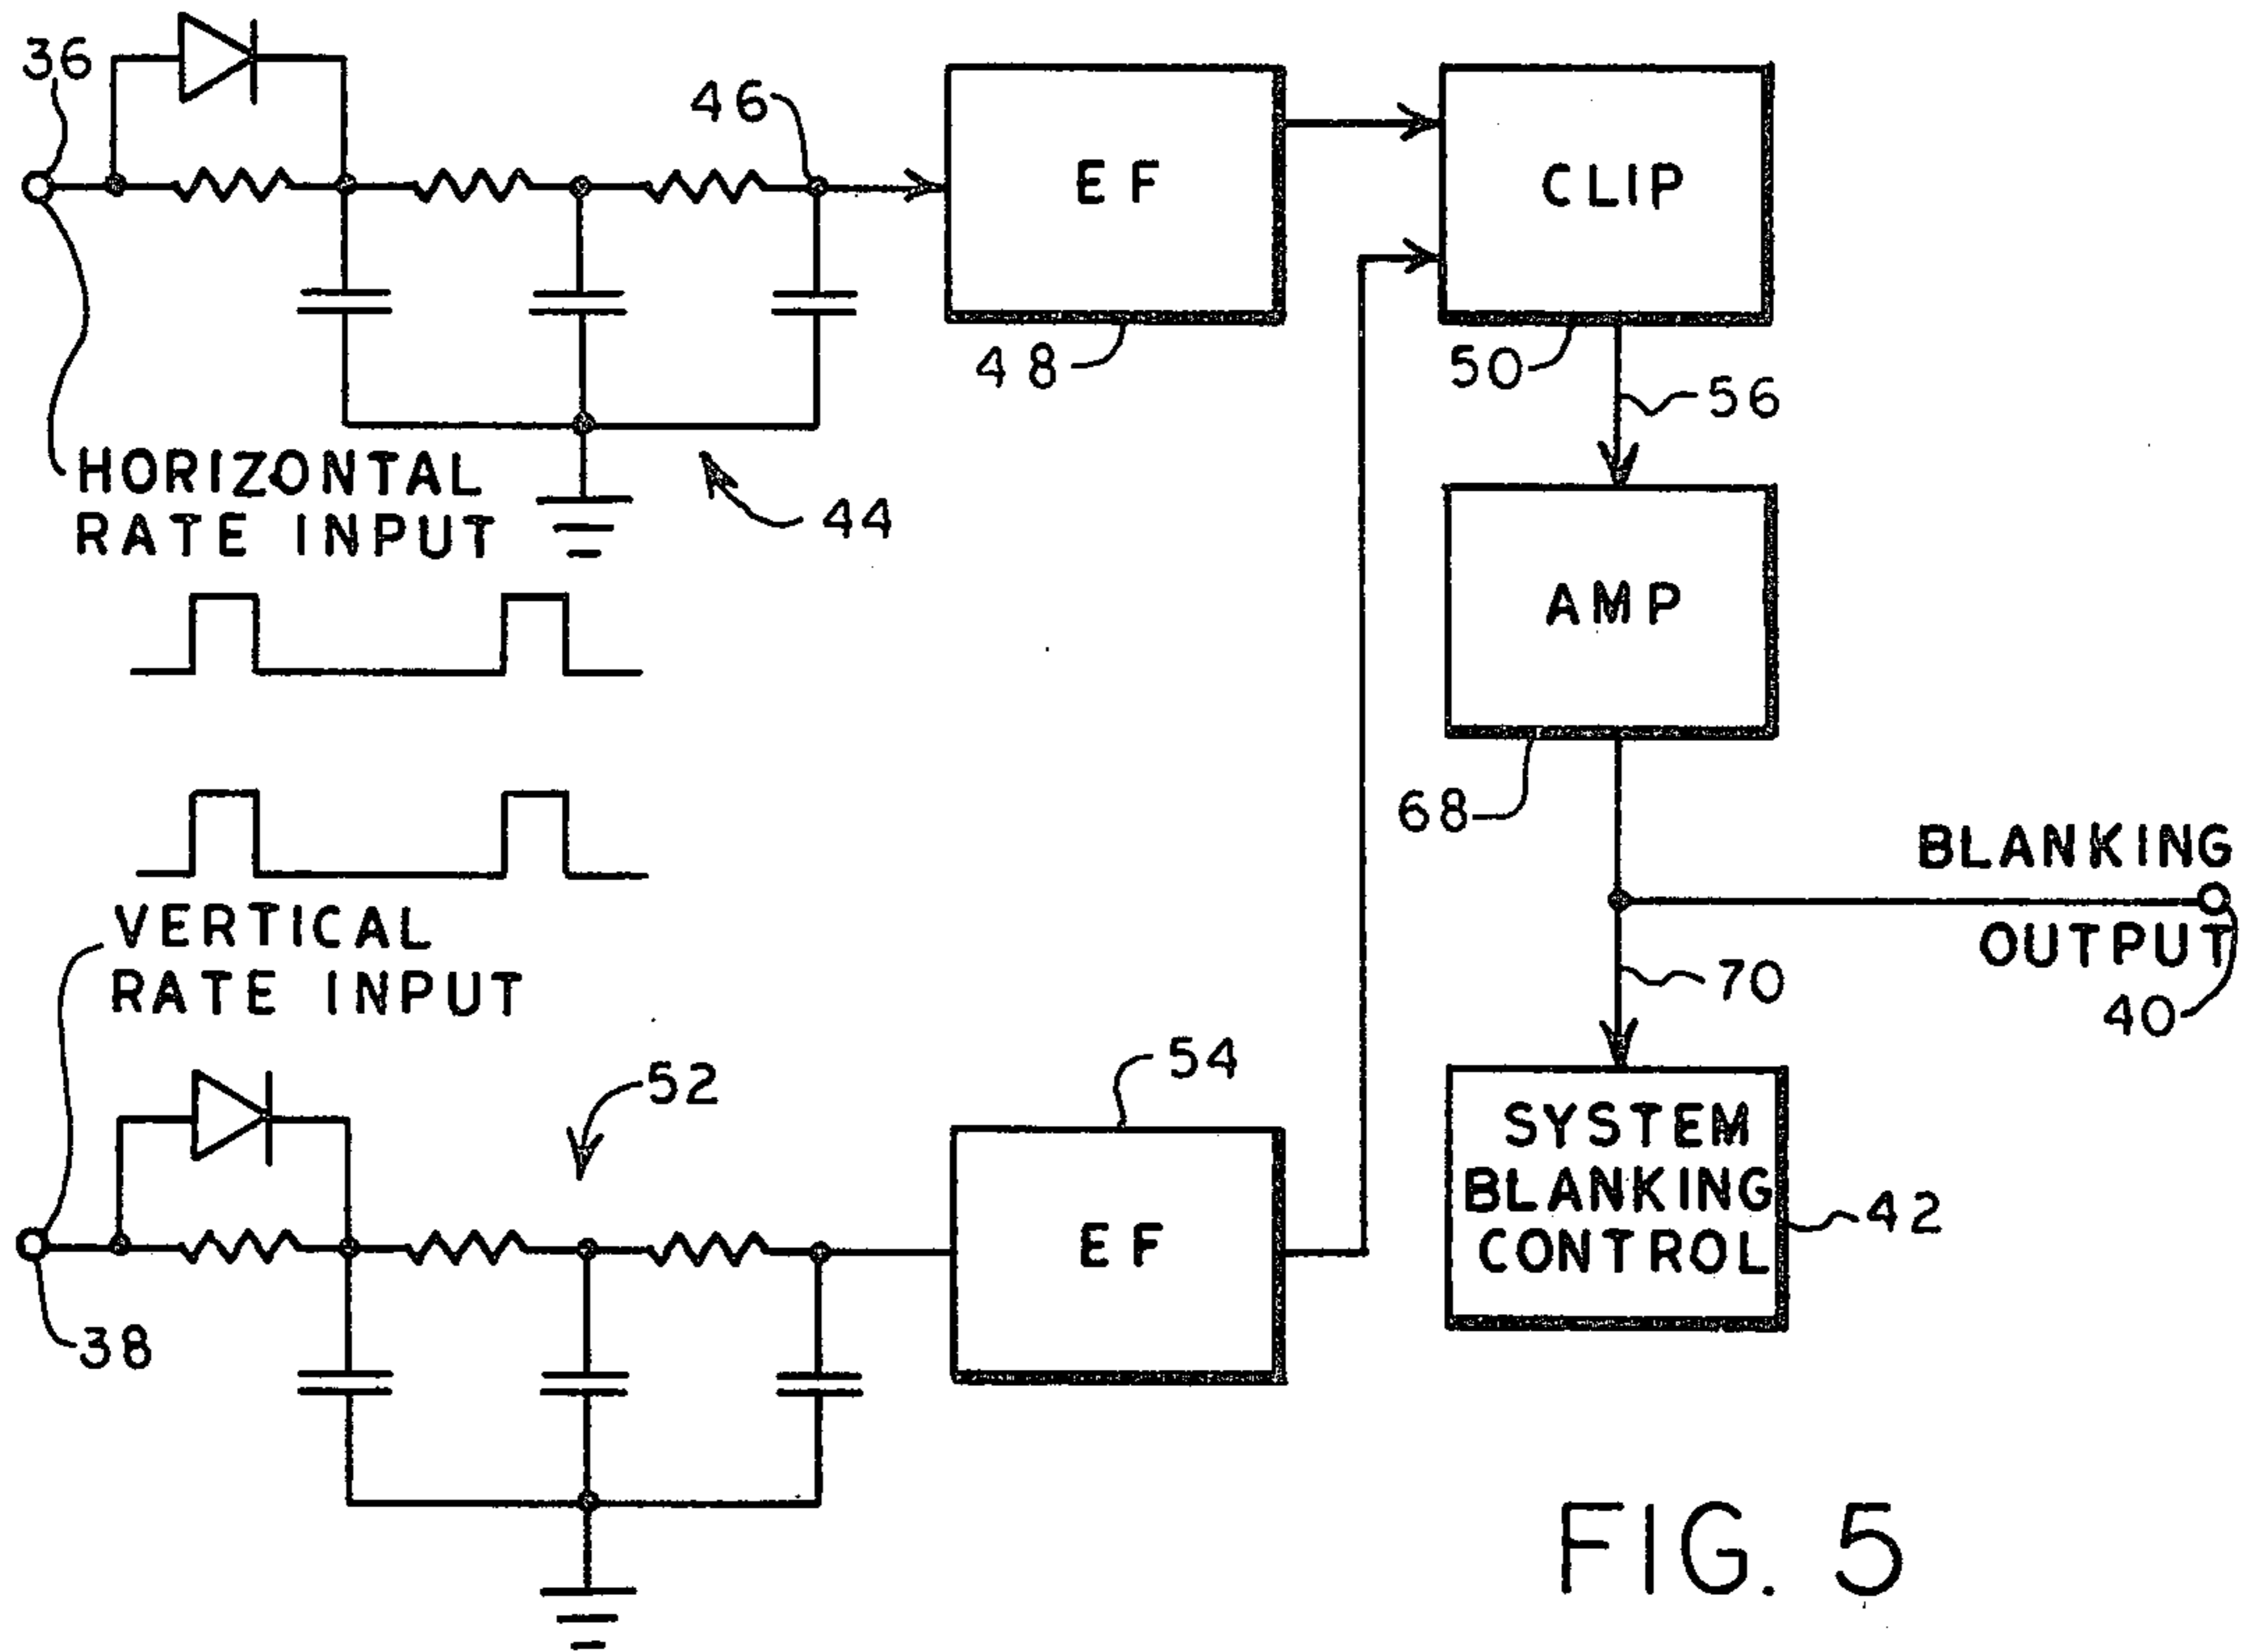 36
46
EF
CLIP
48
50
56
HORIZONTAL
RATE INPUT
44
AMP
68
BLANKING
OUTPUT
40
70
VERTICAL
RATE INPUT
52
54
EF
SYSTEM
BLANKING
CONTROL
42
38
FIG. 5